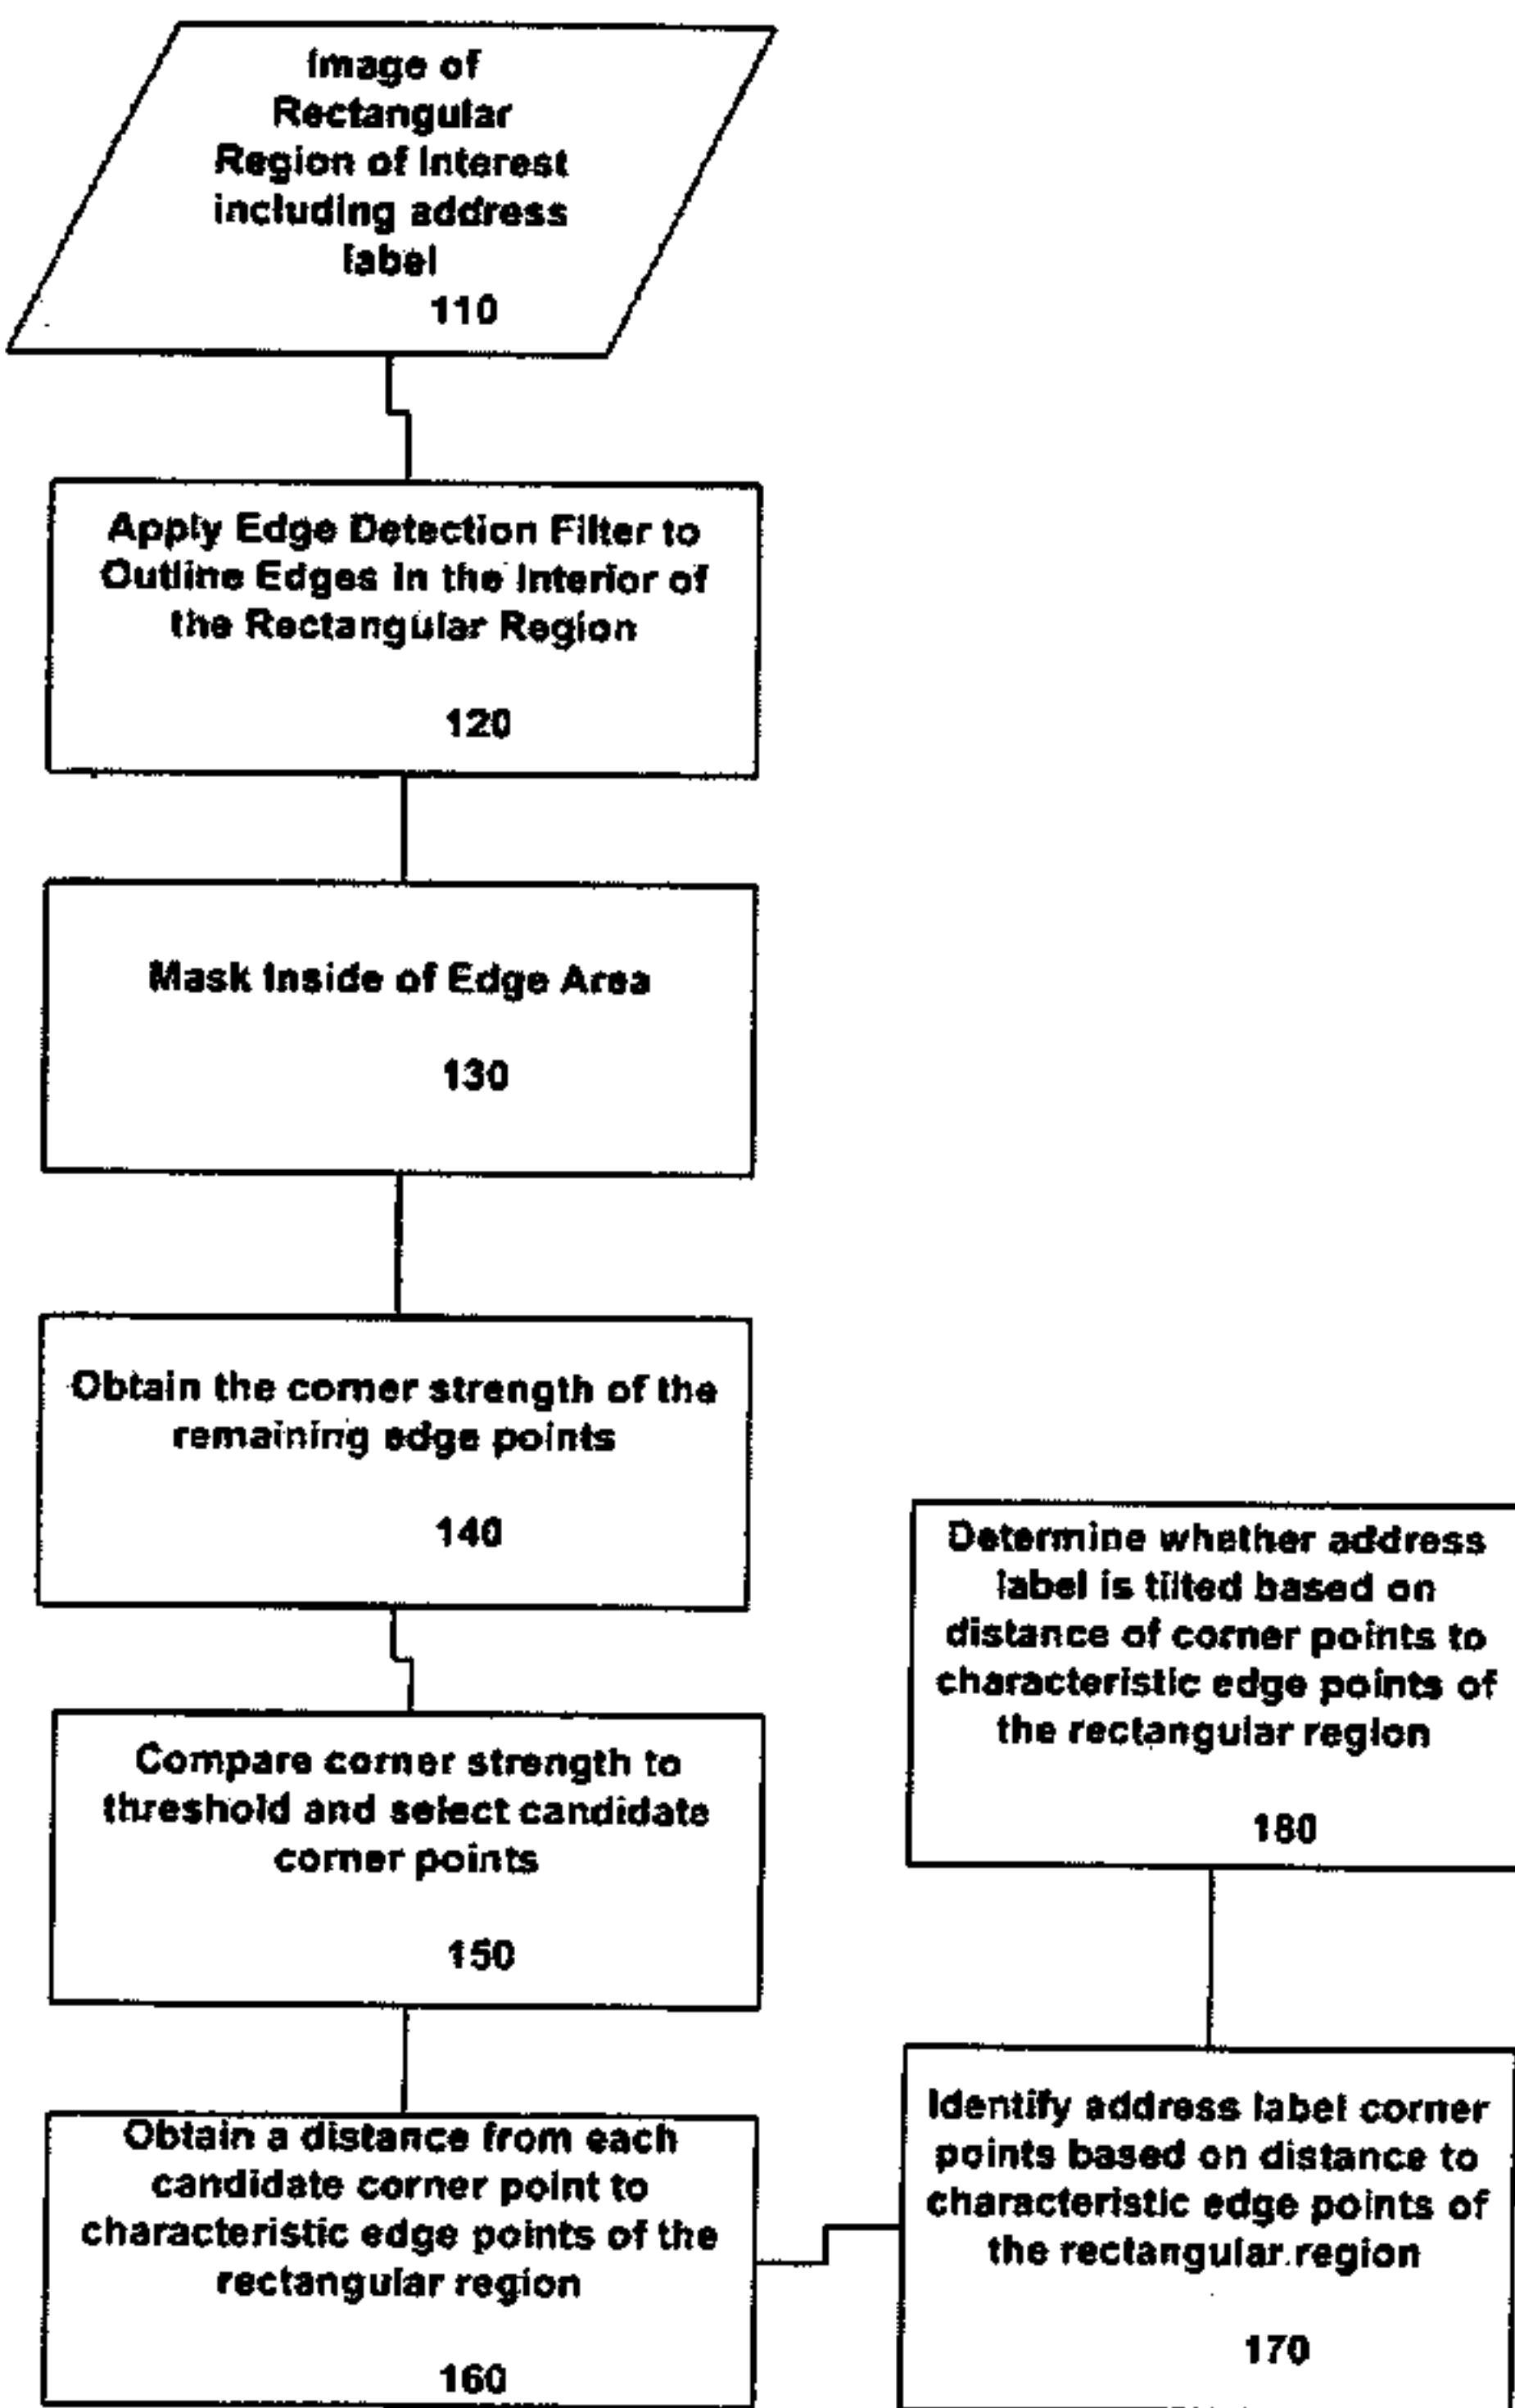 Image of
Rectangular
Region of Interest
including address
label
110
Apply Edge Detection Filter to
Outline Edges in the Interior of
the Rectangular Region
120
Mask Inside of Edge Area
130
Obtain the corner strength of the
remaining edge points
140
Compare corner strength to
threshold and select candidate
corner points
150
Obtain a distance from each
candidate corner point to
characteristic edge points of the
rectangular region
160
Identify address label corner
points based on distance to
characteristic edge points of
the rectangular region
170
Determine whether address
label is tilted based on
distance of corner points to
characteristic edge points of
the rectangular region
180